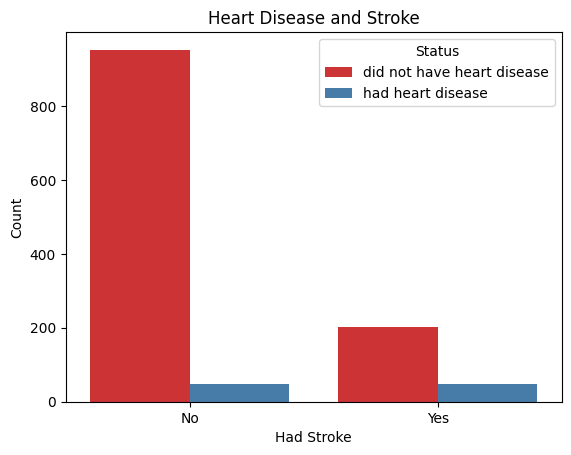 Heart Disease and Stroke
Status
did not have heart disease
had heart disease
Count
800
600
400
200
0
No
Yes
Had Stroke